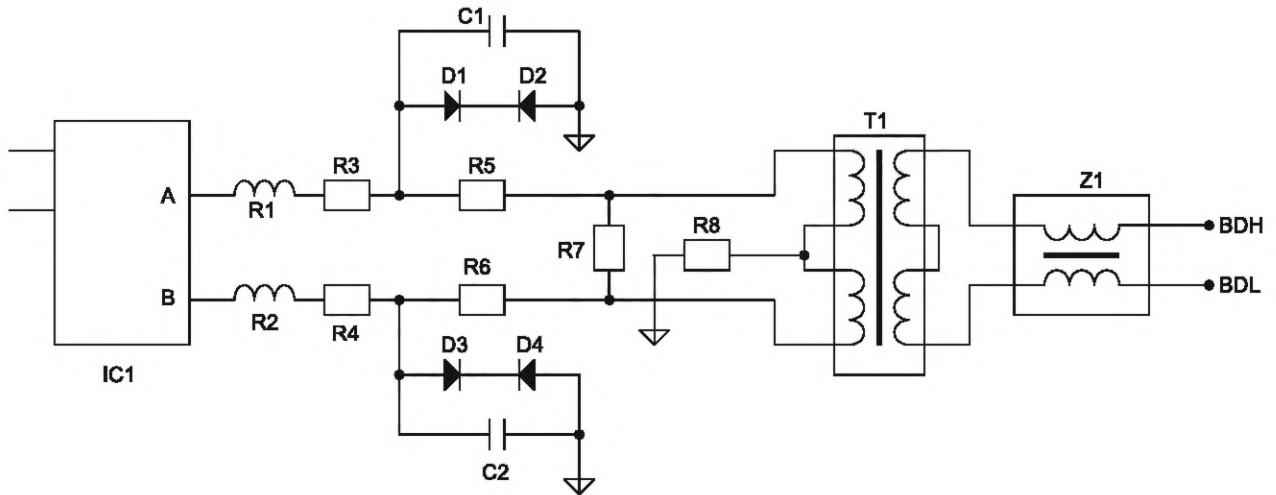 C1
D1 D2
T1
A
R3
R5
Z1
R1
R7
R8
BDH
R6
BDL
B
R2
R4
D3 D4
IC1
C2